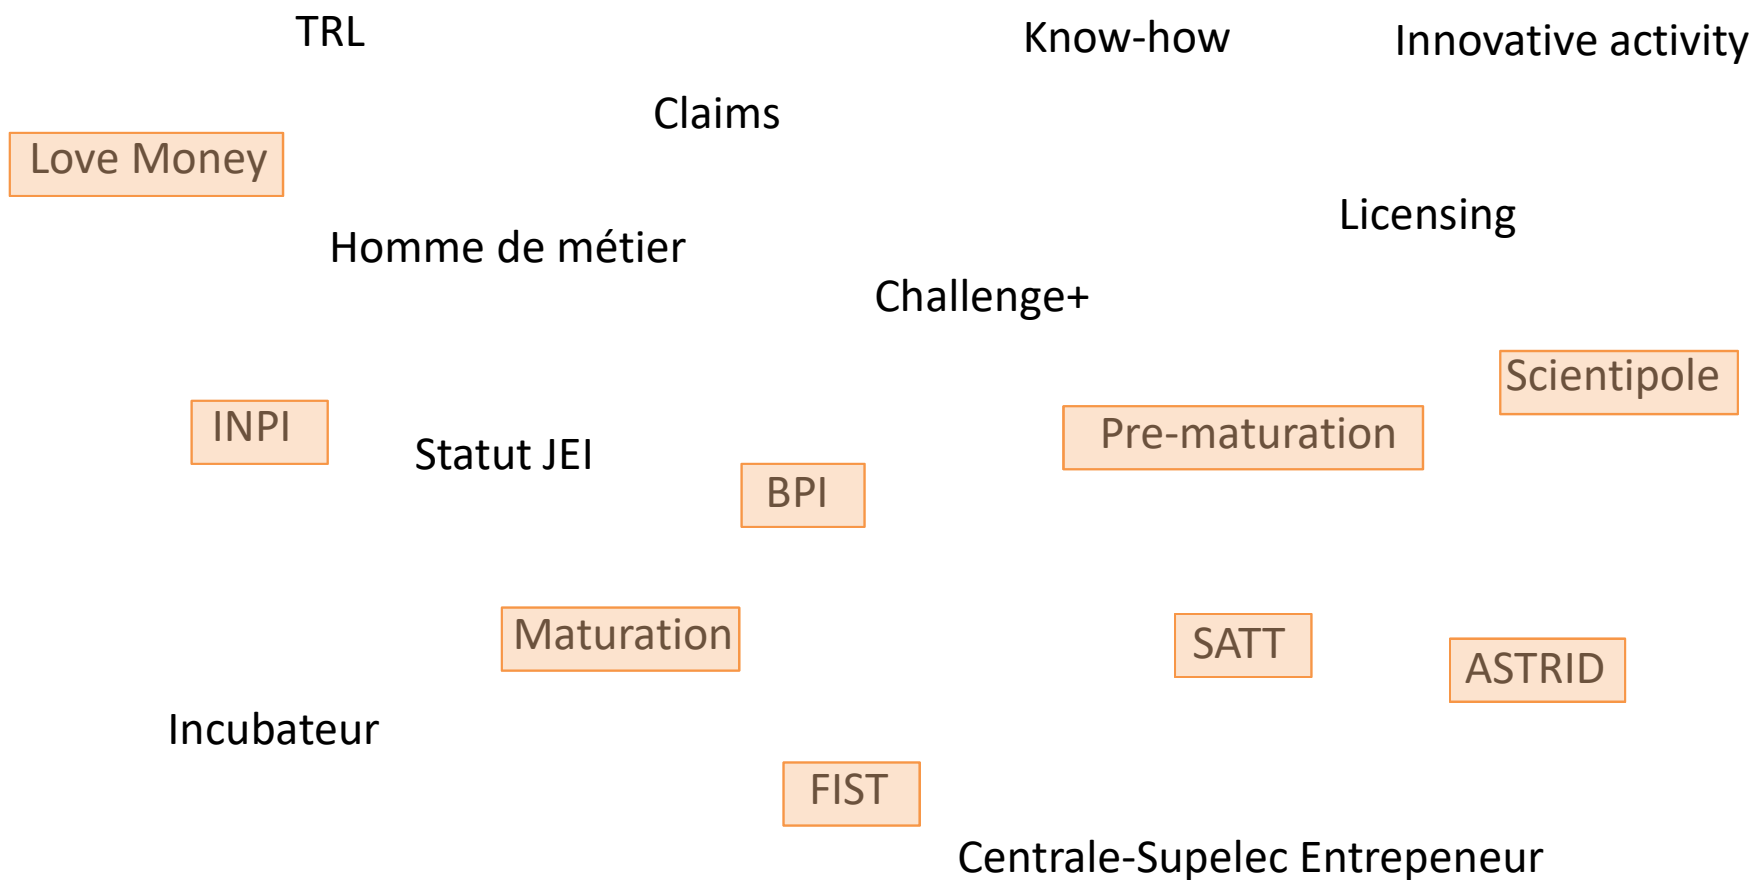 TRL
Know-how
Innovative activity
Claims
Love Money
Licensing
Homme de métier
Challenge+
Scientipole
INPI
Pre-maturation
Statut JEI
BPI
Maturation
SATT
ASTRID
Incubateur
FIST
Centrale-Supelec Entrepeneur